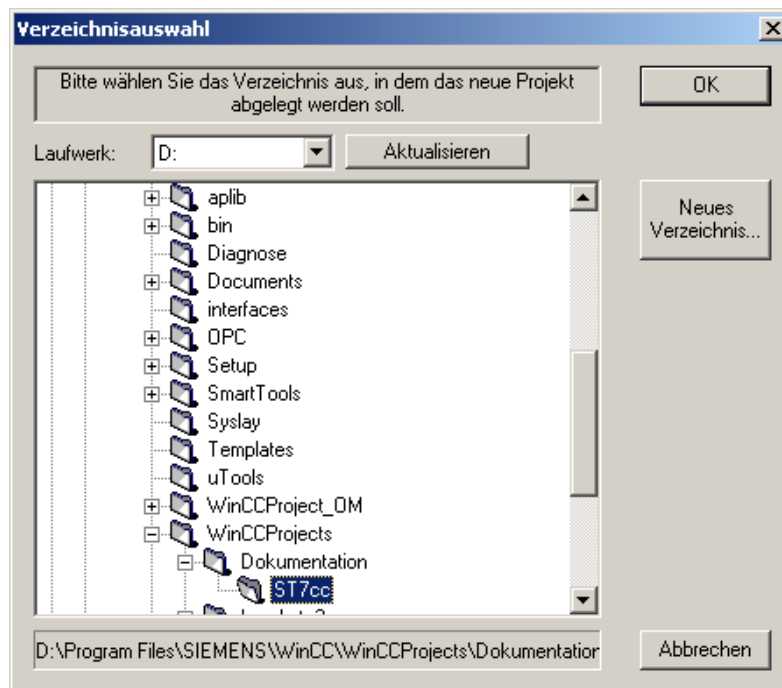 Verzeichnisauswahl
Bitte wählen Sie das Verzeichnis aus, in dem das neue Projekt
abgelegt werden soll.
OK
Laufwerk:
D:
Aktualisieren
Neues
Verzeichnis...
aplib
bin
Diagnose
Documents
interfaces
OPC
Setup
SmartTools
Syslay
Templates
uTools
WinCCProject_OM
WinCCProjects
Dokumentation
ST7cc
D:\Program Files\SIEMENS\WinCC\WinCCProjects\Dokumentation
Abbrechen